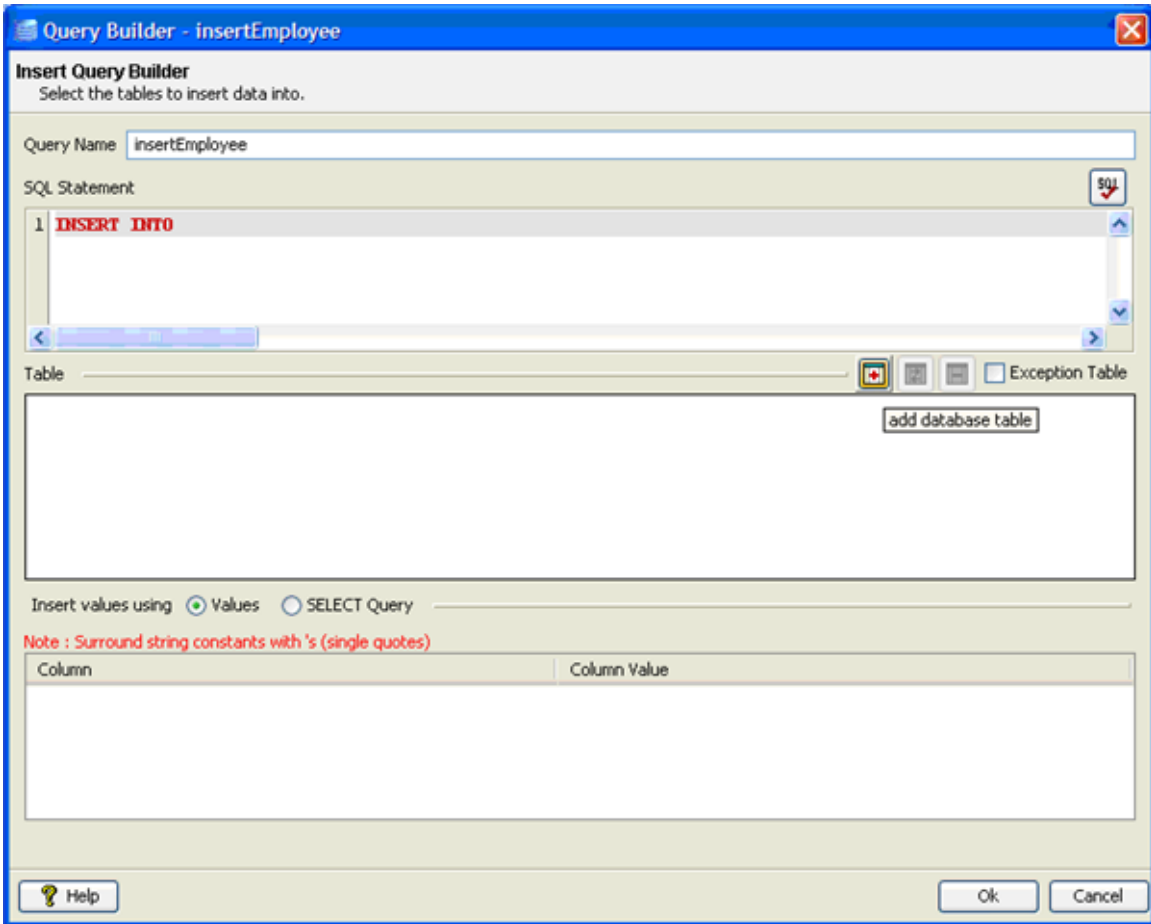 Query Builder - insertEmployee
Insert Query Builder
Select the tables to insert data into.
Query Name insertEmployee
SQL Statement
SQL
1 INSERT INTO
Table Exception Table
add database table
Insert values using Values SELECT Query
Note : Surround string constants with 's (single quotes)
Column Column Value
Help Ok Cancel